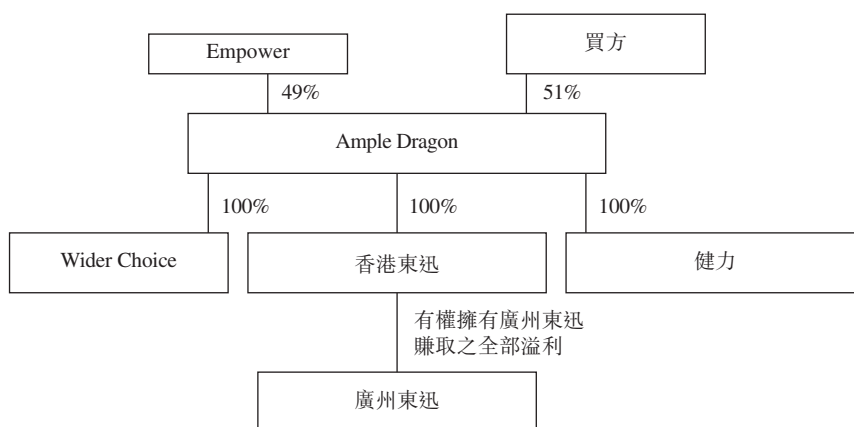 Empower
買方
49%
51%
Ample Dragon
100%
100%
100%
Wider Choice
香港東迅
健力
有權擁有廣州東迅
賺取之全部溢利
廣州東迅